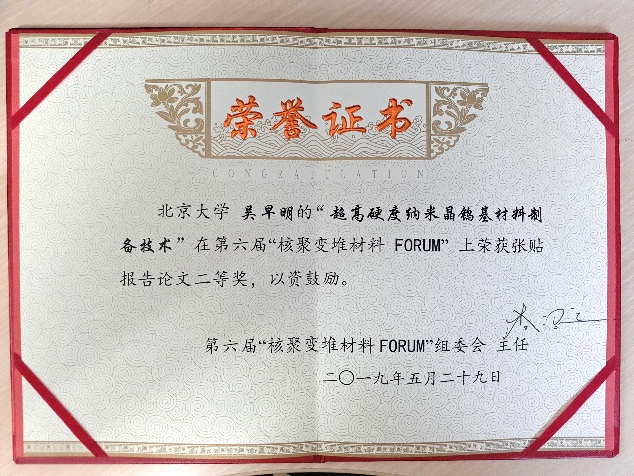 荣誉证书
CONGRATULATION
北京大学 吴早明的“超高硬度纳米晶钨基材料制
备技术”在第六届“核聚变堆材料 FORUM”上荣获张贴
报告论文二等奖，以资鼓励。
第六届“核聚变堆材料FORUM”组委会 主任
二〇一九年五月二十九日